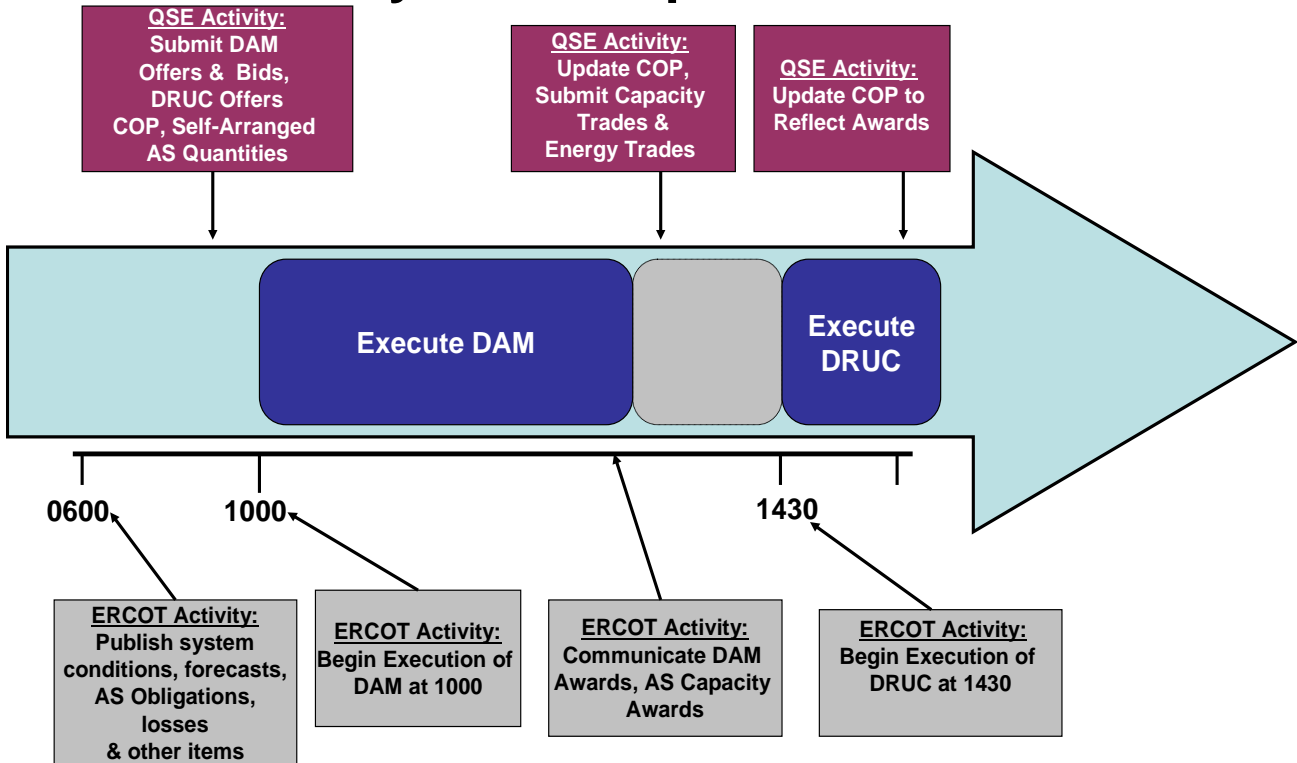 QSE Activity:
Submit DAM
Offers & Bids,
DRUC Offers
COP, Self-Arranged
AS Quantities
QSE Activity:
Update COP,
Submit Capacity
Trades &
Energy Trades
QSE Activity:
Update COP to
Reflect Awards
Execute DAM
Execute
DRUC
0600
1000
1430
ERCOT Activity:
Publish system
conditions, forecasts,
AS Obligations,
losses
& other items
ERCOT Activity:
Begin Execution of
DAM at 1000
ERCOT Activity:
Communicate DAM
Awards, AS Capacity
Awards
ERCOT Activity:
Begin Execution of
DRUC at 1430